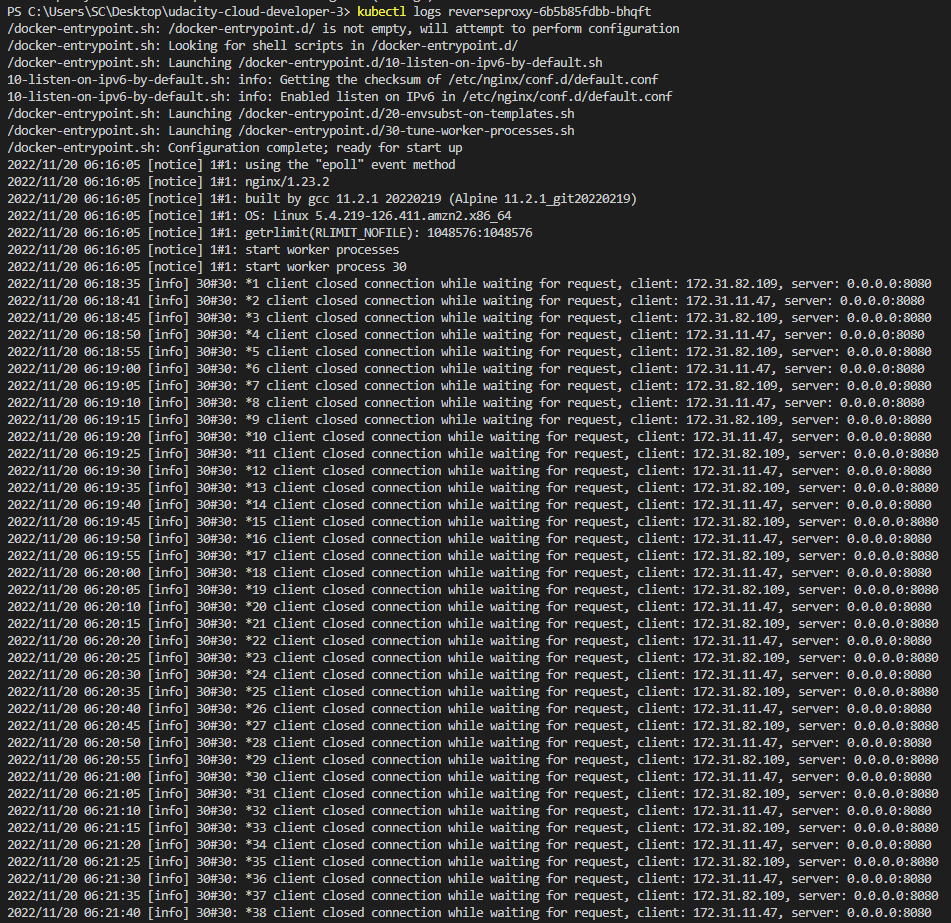 PS C:\Users\SC\Desktop\udacity-cloud-developer-3> kubectl logs reverseproxy-6b5b85fdbb-bhqft
/docker-entrypoint.sh: /docker-entrypoint.d/ is not empty, will attempt to perform configuration
/docker-entrypoint.sh: Looking for shell scripts in /docker-entrypoint.d/
/docker-entrypoint.sh: Launching /docker-entrypoint.d/10-listen-on-ipv6-by-default.sh
10-listen-on-ipv6-by-default.sh: info: Getting the checksum of /etc/nginx/conf.d/default.conf
10-listen-on-ipv6-by-default.sh: info: Enabled listen on IPv6 in /etc/nginx/conf.d/default.conf
/docker-entrypoint.sh: Launching /docker-entrypoint.d/20-envsubst-on-templates.sh
/docker-entrypoint.sh: Launching /docker-entrypoint.d/30-tune-worker-processes.sh
/docker-entrypoint.sh: Configuration complete; ready for start up
2022/11/20 06:16:05 [notice] 1#1: using the "epoll" event method
2022/11/20 06:16:05 [notice] 1#1: nginx/1.23.2
2022/11/20 06:16:05 [notice] 1#1: built by gcc 11.2.1 20220219 (Alpine 11.2.1_git20220219)
2022/11/20 06:16:05 [notice] 1#1: OS: Linux 5.4.219-126.411.amzn2.x86_64
2022/11/20 06:16:05 [notice] 1#1: getrlimit(RLIMIT_NOFILE): 1048576:1048576
2022/11/20 06:16:05 [notice] 1#1: start worker processes
2022/11/20 06:16:05 [notice] 1#1: start worker process 30
2022/11/20 06:18:35 [info] 30#30: *1 client closed connection while waiting for request, client: 172.31.82.109, server: 0.0.0.0:8080
2022/11/20 06:18:41 [info] 30#30: *2 client closed connection while waiting for request, client: 172.31.11.47, server: 0.0.0.0:8080
2022/11/20 06:18:45 [info] 30#30: *3 client closed connection while waiting for request, client: 172.31.82.109, server: 0.0.0.0:8080
2022/11/20 06:18:50 [info] 30#30: *4 client closed connection while waiting for request, client: 172.31.11.47, server: 0.0.0.0:8080
2022/11/20 06:18:55 [info] 30#30: *5 client closed connection while waiting for request, client: 172.31.82.109, server: 0.0.0.0:8080
2022/11/20 06:19:00 [info] 30#30: *6 client closed connection while waiting for request, client: 172.31.11.47, server: 0.0.0.0:8080
2022/11/20 06:19:05 [info] 30#30: *7 client closed connection while waiting for request, client: 172.31.82.109, server: 0.0.0.0:8080
2022/11/20 06:19:10 [info] 30#30: *8 client closed connection while waiting for request, client: 172.31.11.47, server: 0.0.0.0:8080
2022/11/20 06:19:15 [info] 30#30: *9 client closed connection while waiting for request, client: 172.31.82.109, server: 0.0.0.0:8080
2022/11/20 06:19:20 [info] 30#30: *10 client closed connection while waiting for request, client: 172.31.11.47, server: 0.0.0.0:8080
2022/11/20 06:19:25 [info] 30#30: *11 client closed connection while waiting for request, client: 172.31.82.109, server: 0.0.0.0:8080
2022/11/20 06:19:30 [info] 30#30: *12 client closed connection while waiting for request, client: 172.31.11.47, server: 0.0.0.0:8080
2022/11/20 06:19:35 [info] 30#30: *13 client closed connection while waiting for request, client: 172.31.82.109, server: 0.0.0.0:8080
2022/11/20 06:19:40 [info] 30#30: *14 client closed connection while waiting for request, client: 172.31.11.47, server: 0.0.0.0:8080
2022/11/20 06:19:45 [info] 30#30: *15 client closed connection while waiting for request, client: 172.31.82.109, server: 0.0.0.0:8080
2022/11/20 06:19:50 [info] 30#30: *16 client closed connection while waiting for request, client: 172.31.11.47, server: 0.0.0.0:8080
2022/11/20 06:19:55 [info] 30#30: *17 client closed connection while waiting for request, client: 172.31.82.109, server: 0.0.0.0:8080
2022/11/20 06:20:00 [info] 30#30: *18 client closed connection while waiting for request, client: 172.31.11.47, server: 0.0.0.0:8080
2022/11/20 06:20:05 [info] 30#30: *19 client closed connection while waiting for request, client: 172.31.82.109, server: 0.0.0.0:8080
2022/11/20 06:20:10 [info] 30#30: *20 client closed connection while waiting for request, client: 172.31.11.47, server: 0.0.0.0:8080
2022/11/20 06:20:15 [info] 30#30: *21 client closed connection while waiting for request, client: 172.31.82.109, server: 0.0.0.0:8080
2022/11/20 06:20:20 [info] 30#30: *22 client closed connection while waiting for request, client: 172.31.11.47, server: 0.0.0.0:8080
2022/11/20 06:20:25 [info] 30#30: *23 client closed connection while waiting for request, client: 172.31.82.109, server: 0.0.0.0:8080
2022/11/20 06:20:30 [info] 30#30: *24 client closed connection while waiting for request, client: 172.31.11.47, server: 0.0.0.0:8080
2022/11/20 06:20:35 [info] 30#30: *25 client closed connection while waiting for request, client: 172.31.82.109, server: 0.0.0.0:8080
2022/11/20 06:20:40 [info] 30#30: *26 client closed connection while waiting for request, client: 172.31.11.47, server: 0.0.0.0:8080
2022/11/20 06:20:45 [info] 30#30: *27 client closed connection while waiting for request, client: 172.31.82.109, server: 0.0.0.0:8080
2022/11/20 06:20:50 [info] 30#30: *28 client closed connection while waiting for request, client: 172.31.11.47, server: 0.0.0.0:8080
2022/11/20 06:20:55 [info] 30#30: *29 client closed connection while waiting for request, client: 172.31.82.109, server: 0.0.0.0:8080
2022/11/20 06:21:00 [info] 30#30: *30 client closed connection while waiting for request, client: 172.31.11.47, server: 0.0.0.0:8080
2022/11/20 06:21:05 [info] 30#30: *31 client closed connection while waiting for request, client: 172.31.82.109, server: 0.0.0.0:8080
2022/11/20 06:21:10 [info] 30#30: *32 client closed connection while waiting for request, client: 172.31.11.47, server: 0.0.0.0:8080
2022/11/20 06:21:15 [info] 30#30: *33 client closed connection while waiting for request, client: 172.31.82.109, server: 0.0.0.0:8080
2022/11/20 06:21:20 [info] 30#30: *34 client closed connection while waiting for request, client: 172.31.11.47, server: 0.0.0.0:8080
2022/11/20 06:21:25 [info] 30#30: *35 client closed connection while waiting for request, client: 172.31.82.109, server: 0.0.0.0:8080
2022/11/20 06:21:30 [info] 30#30: *36 client closed connection while waiting for request, client: 172.31.11.47, server: 0.0.0.0:8080
2022/11/20 06:21:35 [info] 30#30: *37 client closed connection while waiting for request, client: 172.31.82.109, server: 0.0.0.0:8080
2022/11/20 06:21:40 [info] 30#30: *38 client closed connection while waiting for request, client: 172.31.11.47, server: 0.0.0.0:8080